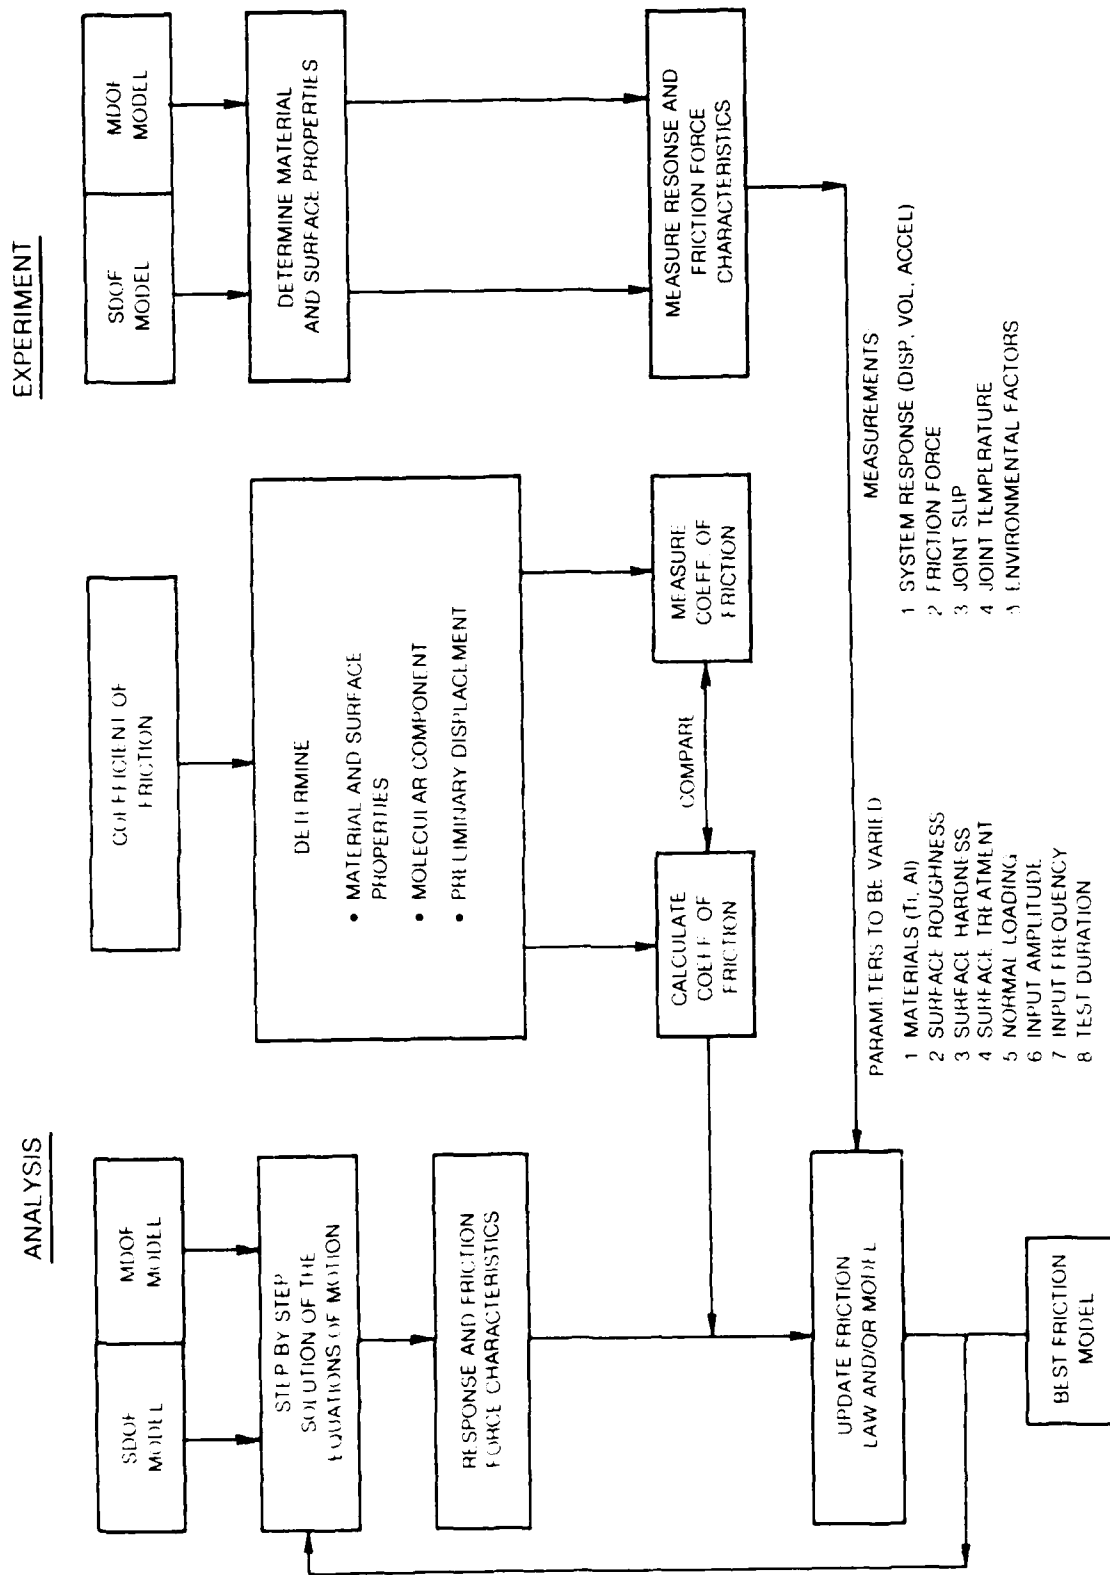 ANALYSIS
SDOF
MODEL
MDOF
MODEL
STEP BY STEP
SOLUTION OF THE
EQUATIONS OF MOTION
RESPONSE AND FRICTION
FORCE CHARACTERISTICS
UPDATE FRICTION
LAW AND/OR MODEL
BEST FRICTION
MODEL
COEFFICIENT OF
FRICTION
DETERMINE
• MATERIAL AND SURFACE
PROPERTIES
• MOLECULAR COMPONENT
• PRELIMINARY DISPLACEMENT
CALCULATE
COEFF OF
FRICTION
COMPARE
MEASURE
COEFF. OF
FRICTION
EXPERIMENT
SDOF
MODEL
MDOF
MODEL
DETERMINE MATERIAL
AND SURFACE PROPERTIES
MEASURE RESONSE AND
FRICTION FORCE
CHARACTERISTICS
PARAMETERS TO BE VARIED
1 MATERIALS (Ti, Al)
2 SURFACE ROUGHNESS
3 SURFACE HARDNESS
4 SURFACE TREATMENT
5 NORMAL LOADING
6 INPUT AMPLITUDE
7 INPUT FREQUENCY
8 TEST DURATION
MEASUREMENTS
1 SYSTEM RESPONSE (DISP, VOL, ACCEL)
2 FRICTION FORCE
3 JOINT SLIP
4 JOINT TEMPERATURE
5 ENVIRONMENTAL FACTORS